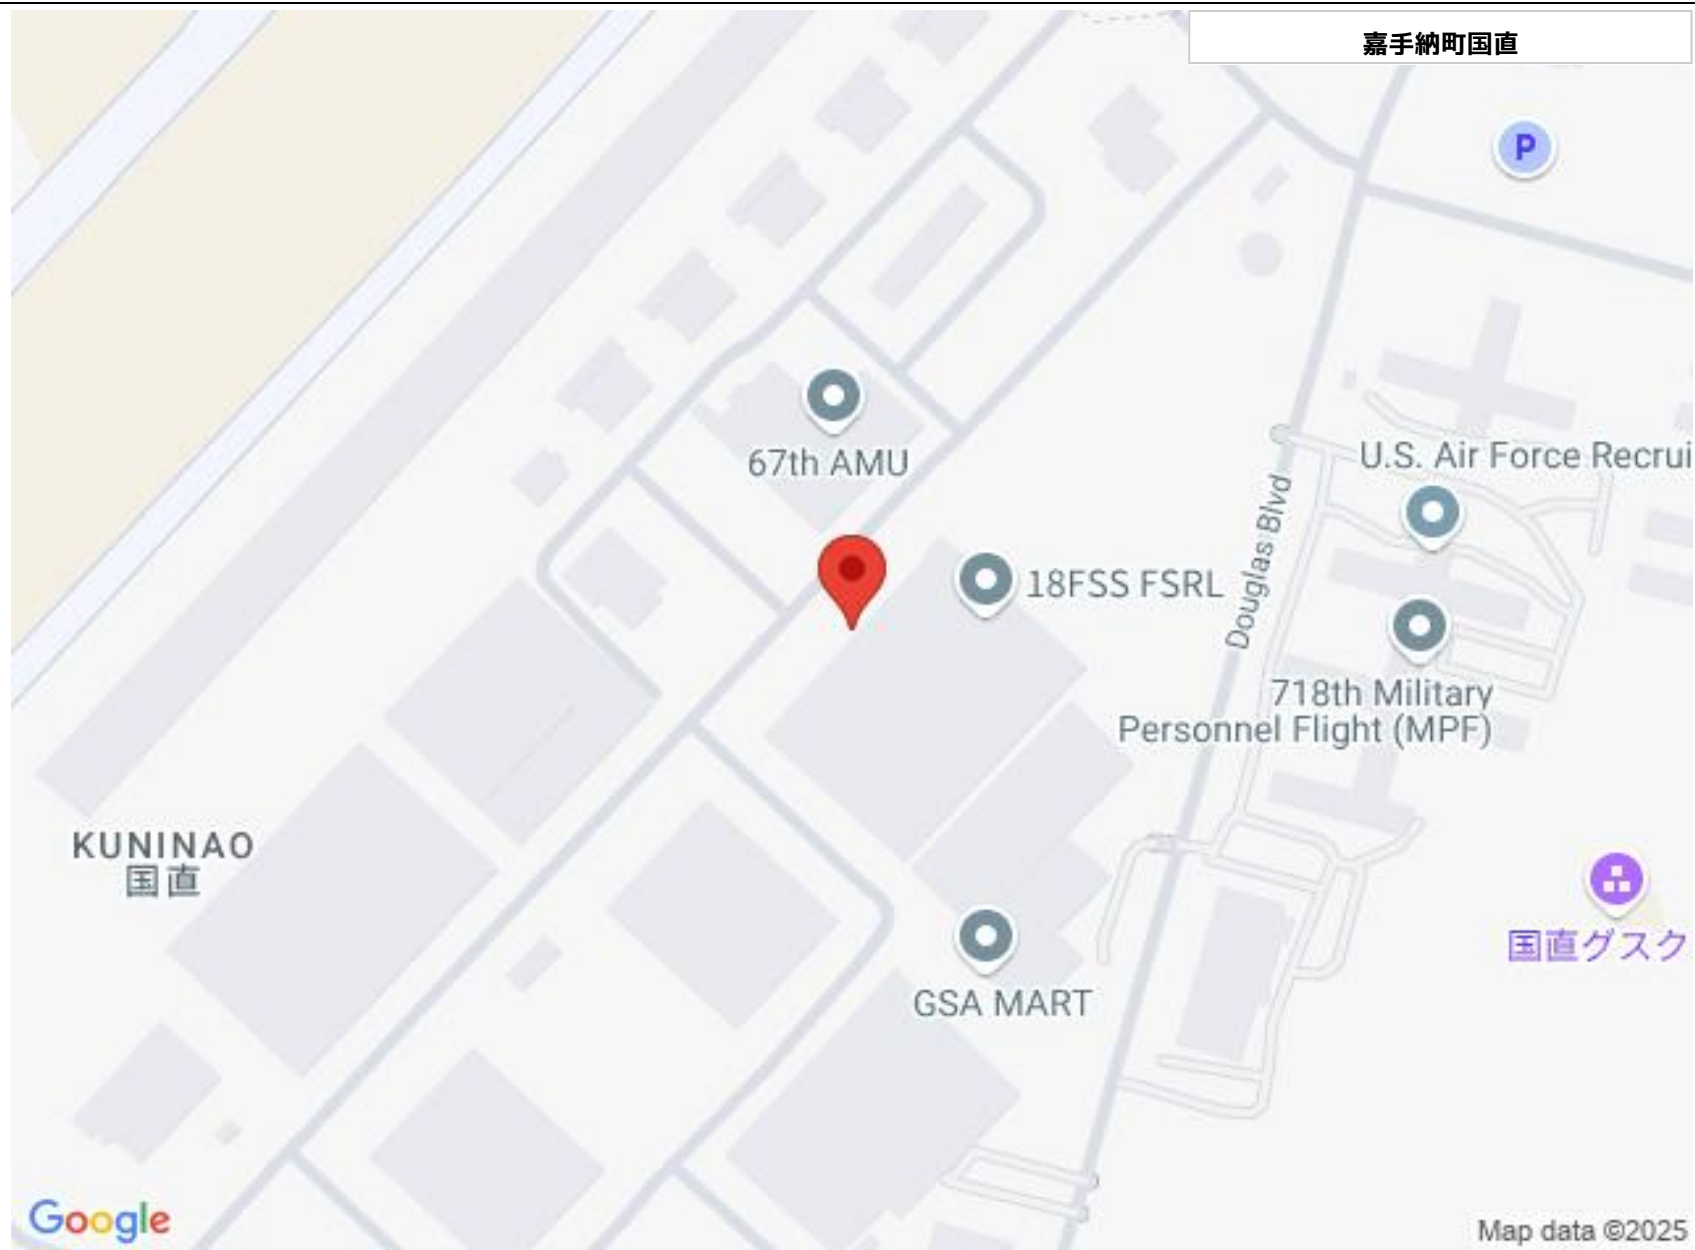 嘉手納町国直
P
67th AMU
U.S. Air Force Recrui
Douglas Blvd
18FSS FSRL
718th Military
Personnel Flight (MPF)
KUNINAO
国直
国直グスク
GSA MART
Google
Map data ©2025